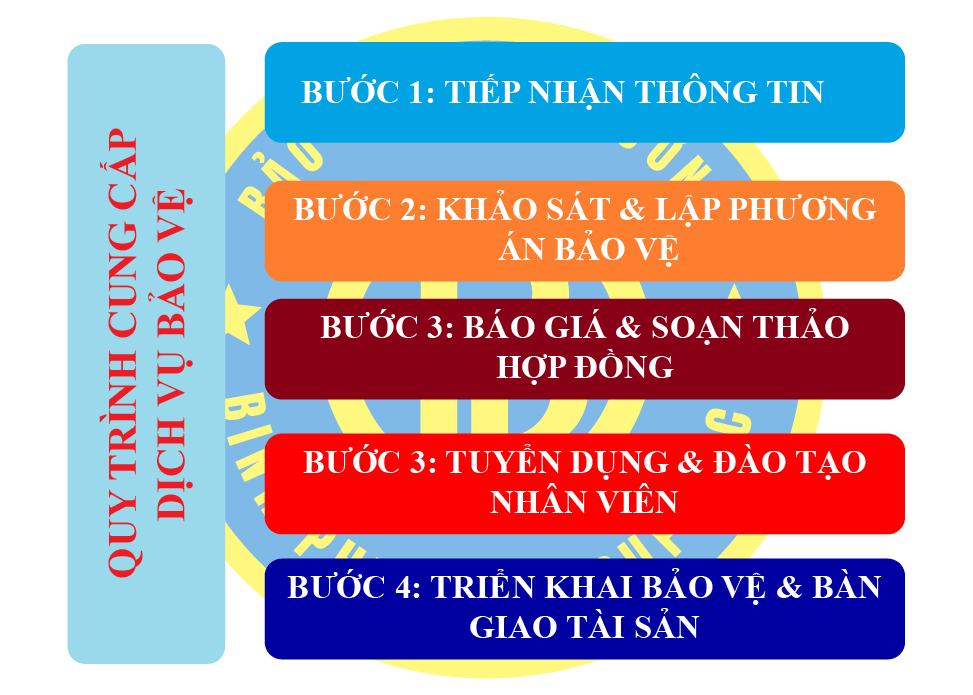 QUY TRÌNH CUNG CẤP
DỊCH VỤ BẢO VỆ
BƯỚC 1: TIẾP NHẬN THÔNG TIN
BẢO
BƯỚC 2: KHẢO SÁT & LẬP PHƯƠNG
ÁN BẢO VỆ
BƯỚC 3: BÁO GIÁ & SOẠN THẢO
HỢP ĐỒNG
BƯỚC 3: TUYỂN DỤNG & ĐÀO TẠO
NHÂN VIÊN
BƯỚC 4: TRIỂN KHAI BẢO VỆ & BÀN
GIAO TÀI SẢN